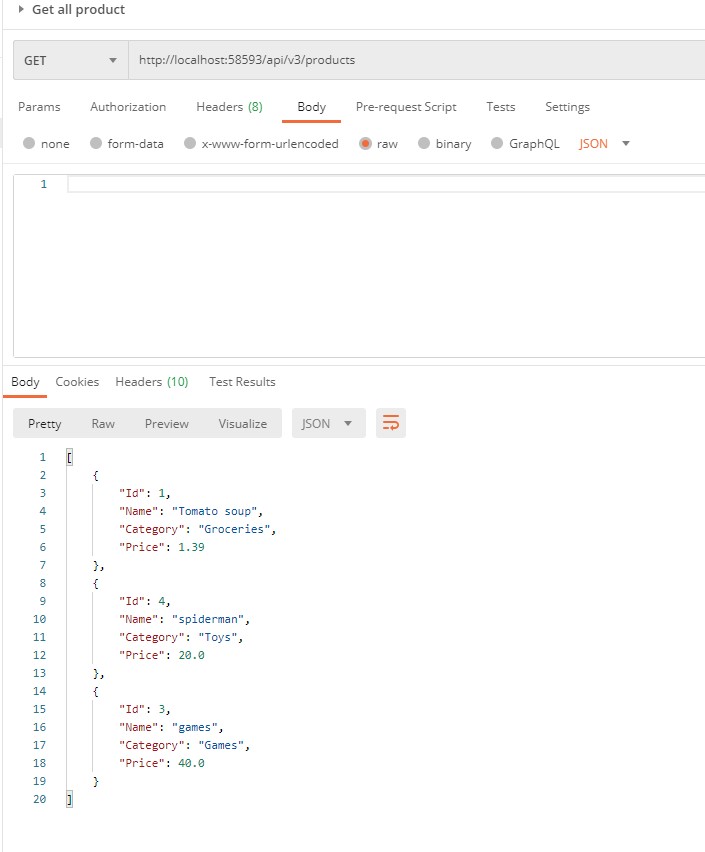 Get all product
GET http://localhost:58593/api/v3/products
Params Authorization Headers (8) Body Pre-request Script Tests Settings
none form-data x-www-form-urlencoded raw binary GraphQL JSON
1
Body Cookies Headers (10) Test Results
Pretty Raw Preview Visualize JSON
1 [
2 {
3 "Id": 1,
4 "Name": "Tomato soup",
5 "Category": "Groceries",
6 "Price": 1.39
7 },
8 {
9 "Id": 4,
10 "Name": "spiderman",
11 "Category": "Toys",
12 "Price": 20.0
13 },
14 {
15 "Id": 3,
16 "Name": "games",
17 "Category": "Games",
18 "Price": 40.0
19 }
20 ]